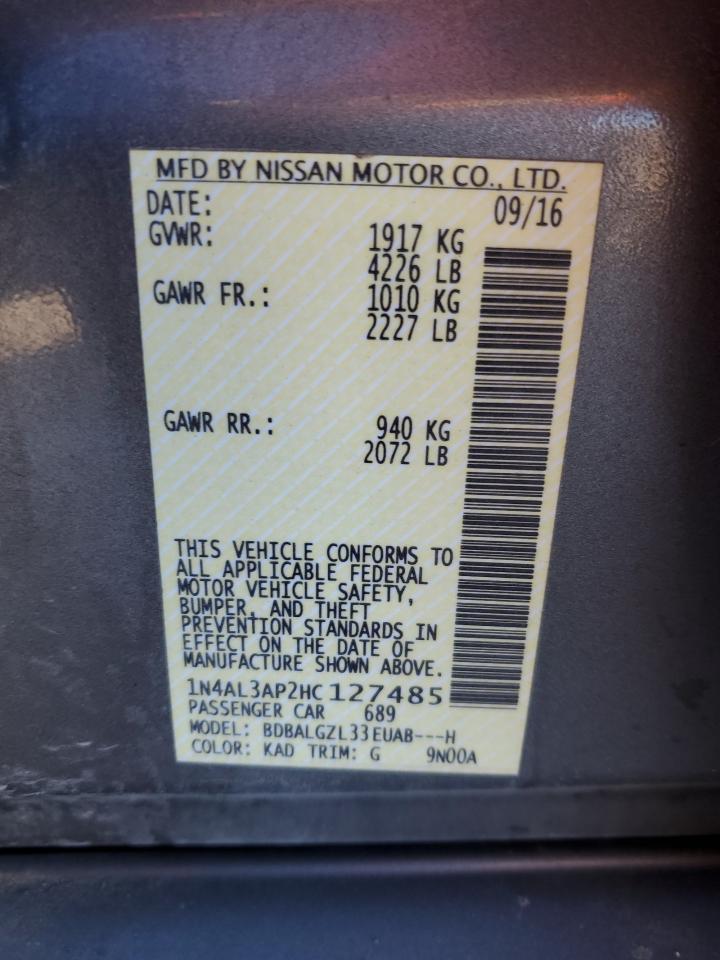 MFD BY NISSAN MOTOR CO., LTD.
DATE: 09/16
GVWR: 1917 KG
4226 LB
GAWR FR.: 1010 KG
2227 LB
GAWR RR.: 940 KG
2072 LB
THIS VEHICLE CONFORMS TO
ALL APPLICABLE FEDERAL
MOTOR VEHICLE SAFETY,
BUMPER, AND THEFT
PREVENTION STANDARDS IN
EFFECT ON THE DATE OF
MANUFACTURE SHOWN ABOVE.
1N4AL3AP2HC127485
PASSENGER CAR 689
MODEL: BDBALGZL33EUAB---H
COLOR: KAD TRIM: G 9N00A